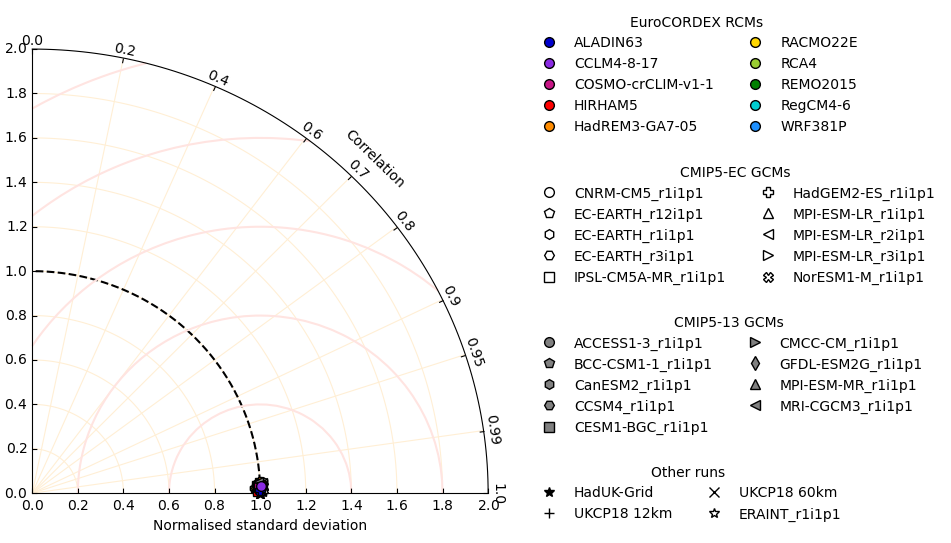 0.0
0.2
0.4
0.6
Correlation
0.7
0.8
0.9
0.95
0.99
1.0
2.0
1.8
1.6
1.4
1.2
1.0
0.8
0.6
0.4
0.2
0.0
0.0 0.2 0.4 0.6 0.8 1.0 1.2 1.4 1.6 1.8 2.0
Normalised standard deviation
EuroCORDEX RCMs
ALADIN63 RACMO22E
CCLM4-8-17 RCA4
COSMO-crCLIM-v1-1 REMO2015
HIRHAM5 RegCM4-6
HadREM3-GA7-05 WRF381P
CMIP5-EC GCMs
CNRM-CM5_r1i1p1 HadGEM2-ES_r1i1p1
EC-EARTH_r12i1p1 MPI-ESM-LR_r1i1p1
EC-EARTH_r1i1p1 MPI-ESM-LR_r2i1p1
EC-EARTH_r3i1p1 MPI-ESM-LR_r3i1p1
IPSL-CM5A-MR_r1i1p1 NorESM1-M_r1i1p1
CMIP5-13 GCMs
ACCESS1-3_r1i1p1 CMCC-CM_r1i1p1
BCC-CSM1-1_r1i1p1 GFDL-ESM2G_r1i1p1
CanESM2_r1i1p1 MPI-ESM-MR_r1i1p1
CCSM4_r1i1p1 MRI-CGCM3_r1i1p1
CESM1-BGC_r1i1p1
Other runs
HadUK-Grid UKCP18 60km
UKCP18 12km ERAINT_r1i1p1